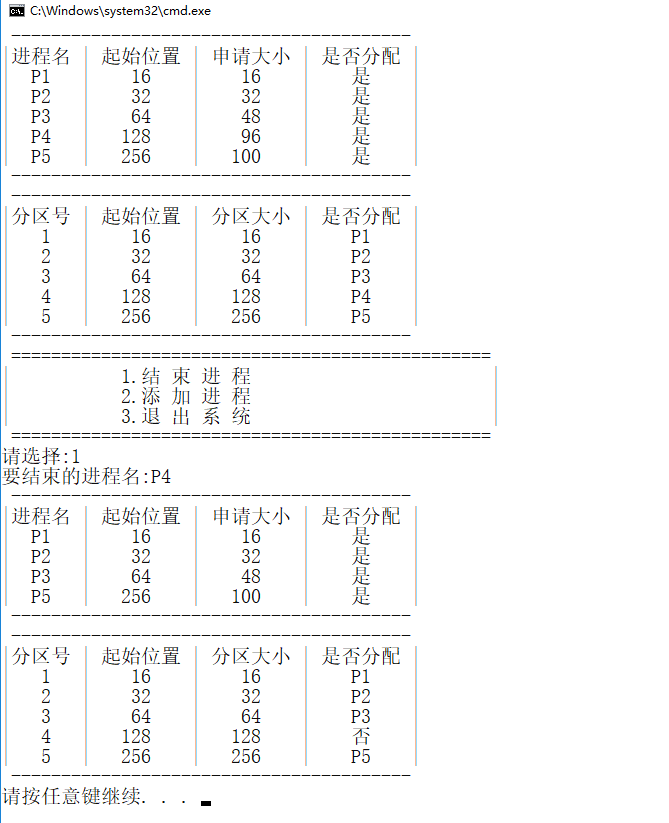 C:\Windows\system32\cmd.exe
----------------------------------------
进程名 | 起始位置 | 申请大小 | 是否分配 |
P1 | 16 | 16 | 是 |
P2 | 32 | 32 | 是 |
P3 | 64 | 48 | 是 |
P4 | 128 | 96 | 是 |
P5 | 256 | 100 | 是 |
----------------------------------------
----------------------------------------
分区号 | 起始位置 | 分区大小 | 是否分配 |
1 | 16 | 16 | P1 |
2 | 32 | 32 | P2 |
3 | 64 | 64 | P3 |
4 | 128 | 128 | P4 |
5 | 256 | 256 | P5 |
----------------------------------------
================================================
1.结 束 进 程
2.添 加 进 程
3.退 出 系 统
================================================
请选择:1
要结束的进程名:P4
----------------------------------------
进程名 | 起始位置 | 申请大小 | 是否分配 |
P1 | 16 | 16 | 是 |
P2 | 32 | 32 | 是 |
P3 | 64 | 48 | 是 |
P5 | 256 | 100 | 是 |
----------------------------------------
----------------------------------------
分区号 | 起始位置 | 分区大小 | 是否分配 |
1 | 16 | 16 | P1 |
2 | 32 | 32 | P2 |
3 | 64 | 64 | P3 |
4 | 128 | 128 | 否 |
5 | 256 | 256 | P5 |
----------------------------------------
请按任意键继续. . .